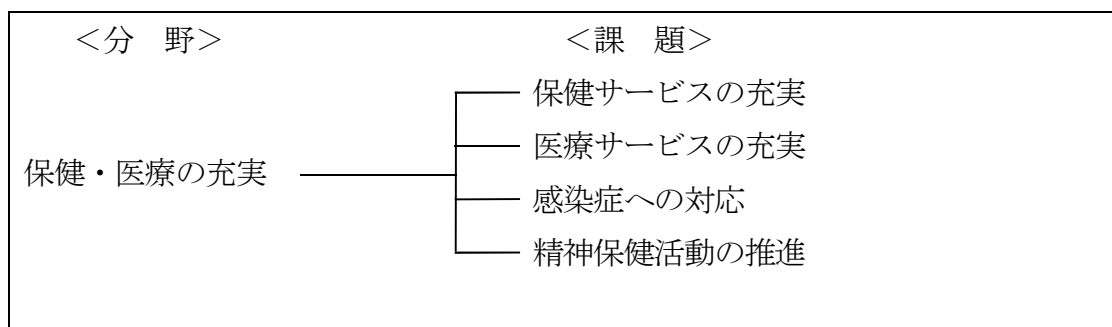 ＜分　野＞　＜課　題＞
保健サービスの充実
医療サービスの充実
保健・医療の充実
感染症への対応
精神保健活動の推進